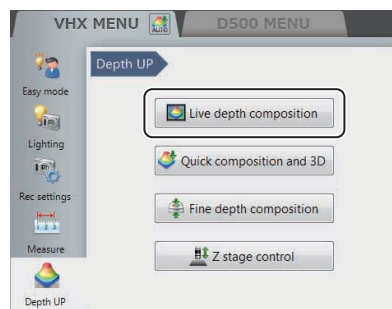 VHX MENU AUTO
D500 MENU
Depth UP
Easy mode
Lighting
Rec settings
Measure
Depth UP
Live depth composition
Quick composition and 3D
Fine depth composition
Z stage control